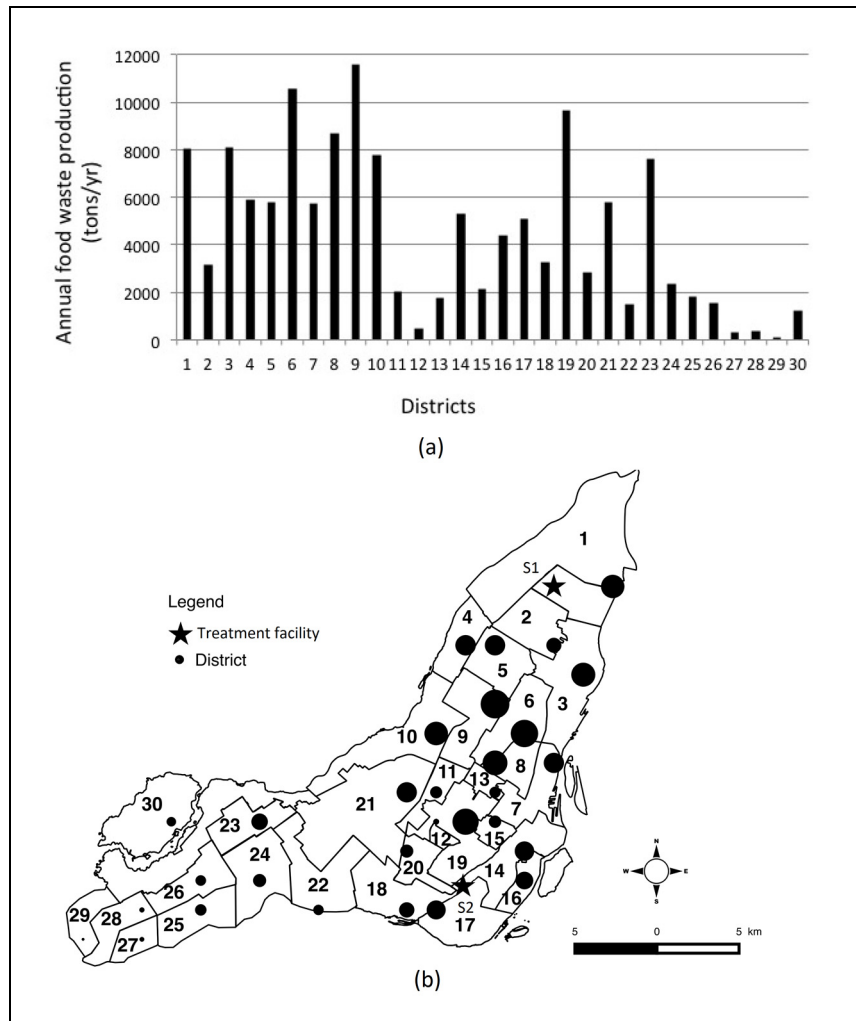 Annual food waste production
(tons/yr)
12000
10000
8000
6000
4000
2000
0
1 2 3 4 5 6 7 8 9 10 11 12 13 14 15 16 17 18 19 20 21 22 23 24 25 26 27 28 29 30
Districts
(a)
1
S1
Legend
Treatment facility
District
4
2
5
6
3
10
9
11
13
8
7
21
30
23
12
15
24
20
19
14
26
22
18
16
29
28
25
S2
17
27
N
W E
S
5 0 5 km
(b)